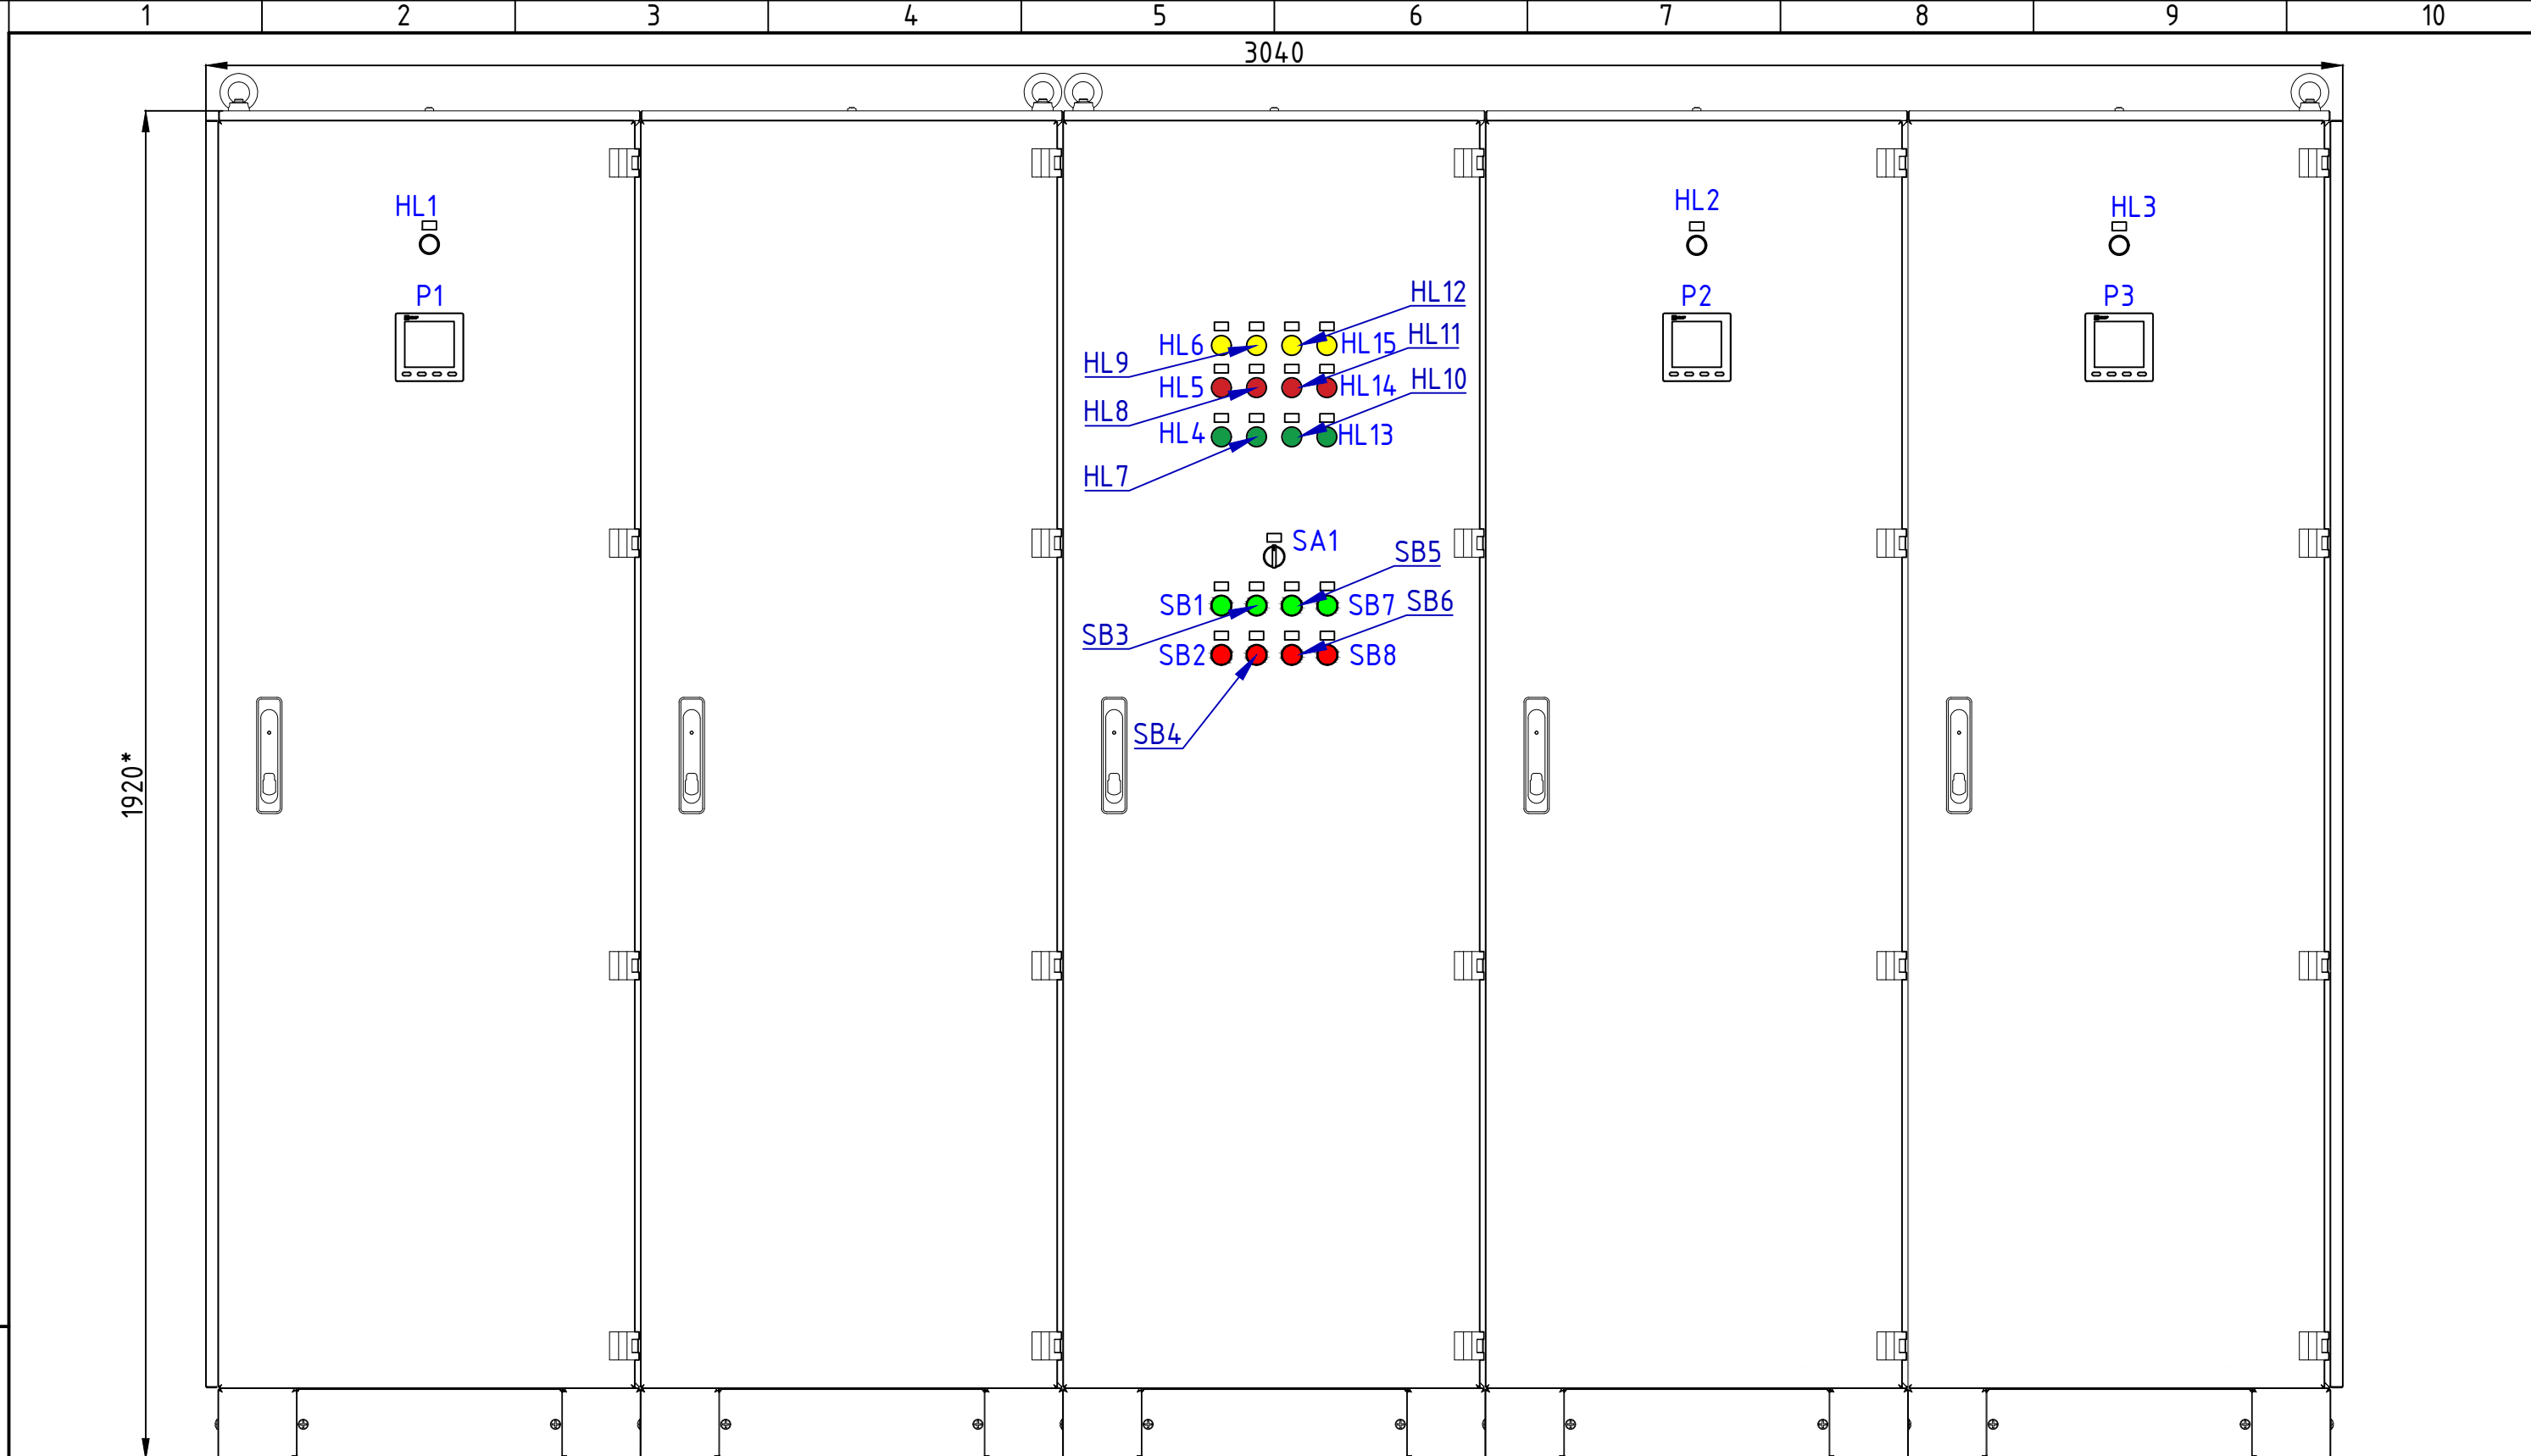 1 2 3 4 5 6 7 8 9 10
3040
HL1 HL2 HL3
P1 P2 P3
HL12
HL6 HL15 HL11
HL9
HL5 HL14 HL10
HL8
HL4 HL13
HL7
SA1 SB5
SB1 SB7 SB6
SB3
SB2 SB8
SB4
1920*